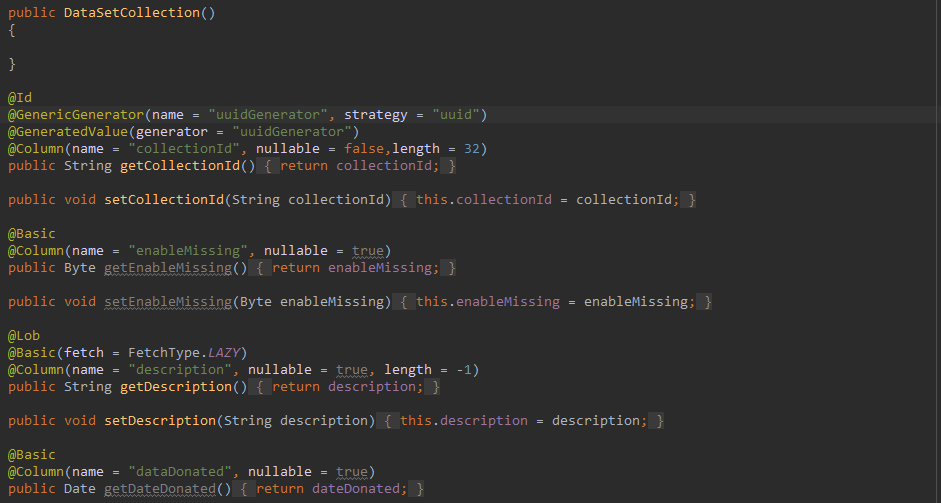 public DataSetCollection()
{
}
@Id
@GenericGenerator(name = "uuidGenerator", strategy = "uuid")
@GeneratedValue(generator = "uuidGenerator")
@Column(name = "collectionId", nullable = false,length = 32)
public String getCollectionId() { return collectionId; }
public void setCollectionId(String collectionId) { this.collectionId = collectionId; }
@Basic
@Column(name = "enableMissing", nullable = true)
public Byte getEnableMissing() { return enableMissing; }
public void setEnableMissing(Byte enableMissing) { this.enableMissing = enableMissing; }
@Lob
@Basic(fetch = FetchType.LAZY)
@Column(name = "description", nullable = true, length = -1)
public String getDescription() { return description; }
public void setDescription(String description) { this.description = description; }
@Basic
@Column(name = "dataDonated", nullable = true)
public Date getDateDonated() { return dateDonated; }